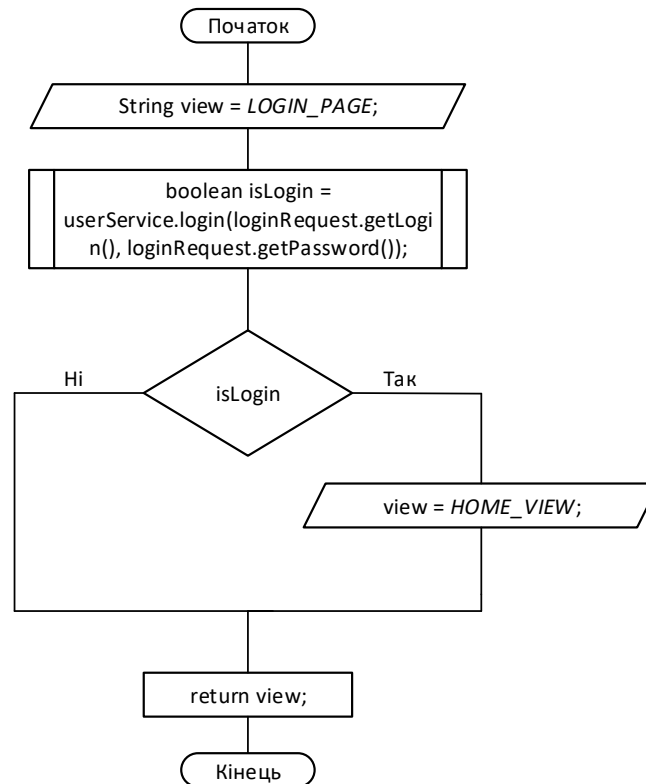 Початок
String view = LOGIN_PAGE;
boolean isLogin =
userService.login(loginRequest.getLogi
n(), loginRequest.getPassword());
Ні
Так
isLogin
view = HOME_VIEW;
return view;
Кінець